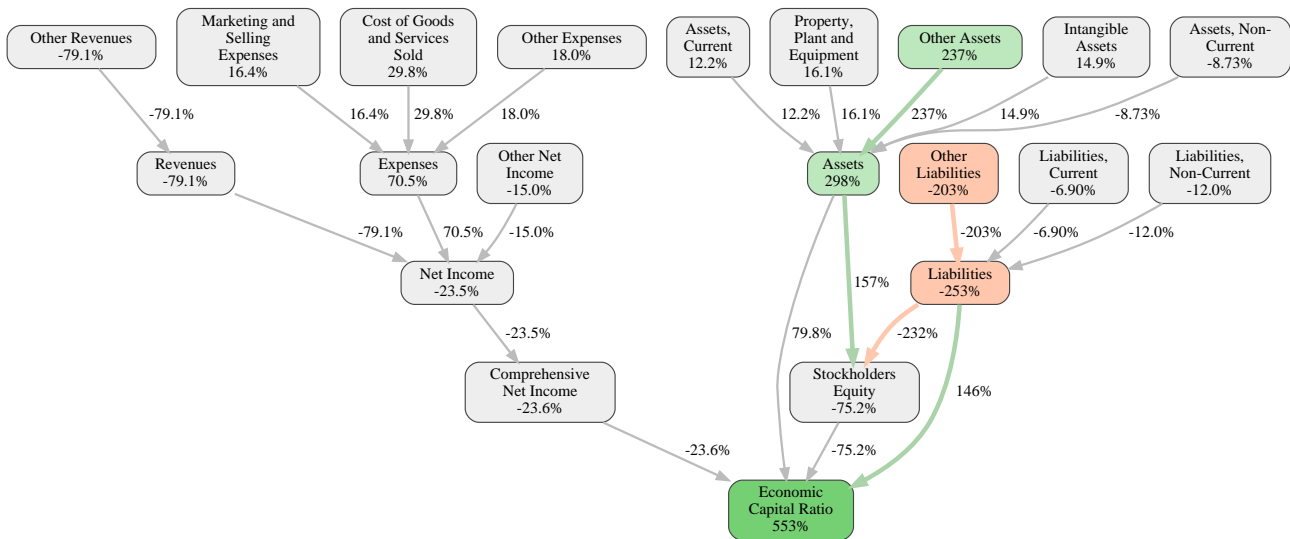 Other Revenues
-79.1%
Marketing and
Selling
Expenses
16.4%
Cost of Goods
and Services
Sold
29.8%
Other Expenses
18.0%
Assets,
Current
12.2%
Property,
Plant and
Equipment
16.1%
Other Assets
237%
Intangible
Assets
14.9%
Assets, Non-
Current
-8.73%
-79.1%
16.4%
29.8%
18.0%
12.2%
16.1%
237%
14.9%
-8.73%
Revenues
-79.1%
Expenses
70.5%
Other Net
Income
-15.0%
Assets
298%
Other
Liabilities
-203%
Liabilities,
Current
-6.90%
Liabilities,
Non-Current
-12.0%
-79.1%
70.5%
-15.0%
-203%
-6.90%
-12.0%
Net Income
-23.5%
157%
Liabilities
-253%
-23.5%
79.8%
-232%
Comprehensive
Net Income
-23.6%
Stockholders
Equity
-75.2%
146%
-23.6%
-75.2%
Economic
Capital Ratio
553%